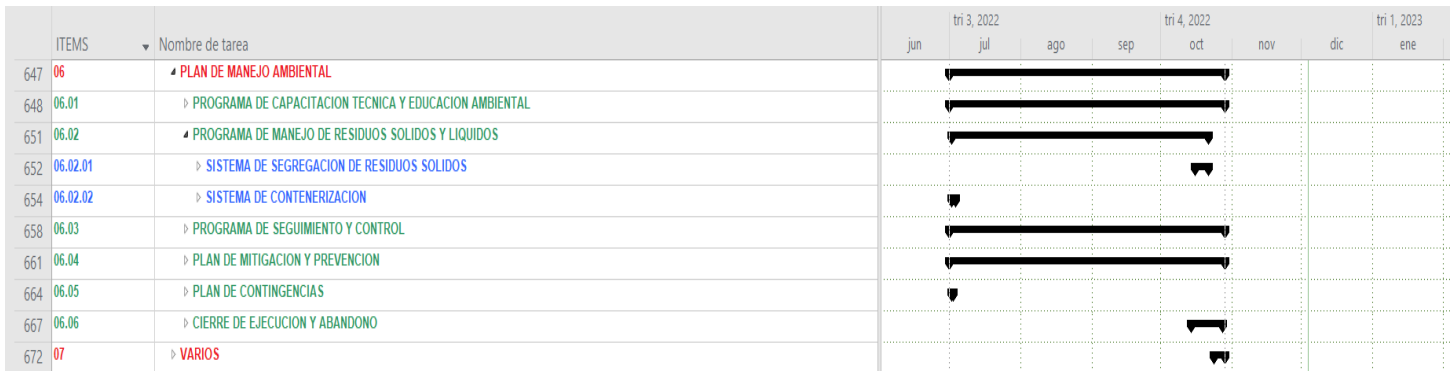 tri 3, 2022 tri 4, 2022 tri 1, 2023
ITEMS Nombre de tarea jun jul ago sep oct nov dic ene
647 06 PLAN DE MANEJO AMBIENTAL
648 06.01 PROGRAMA DE CAPACITACION TECNICA Y EDUCACION AMBIENTAL
651 06.02 PROGRAMA DE MANEJO DE RESIDUOS SOLIDOS Y LIQUIDOS
652 06.02.01 SISTEMA DE SEGREGACION DE RESIDUOS SOLIDOS
654 06.02.02 SISTEMA DE CONTENERIZACION
658 06.03 PROGRAMA DE SEGUIMIENTO Y CONTROL
661 06.04 PLAN DE MITIGACION Y PREVENCION
664 06.05 PLAN DE CONTINGENCIAS
667 06.06 CIERRE DE EJECUCION Y ABANDONO
672 07 VARIOS